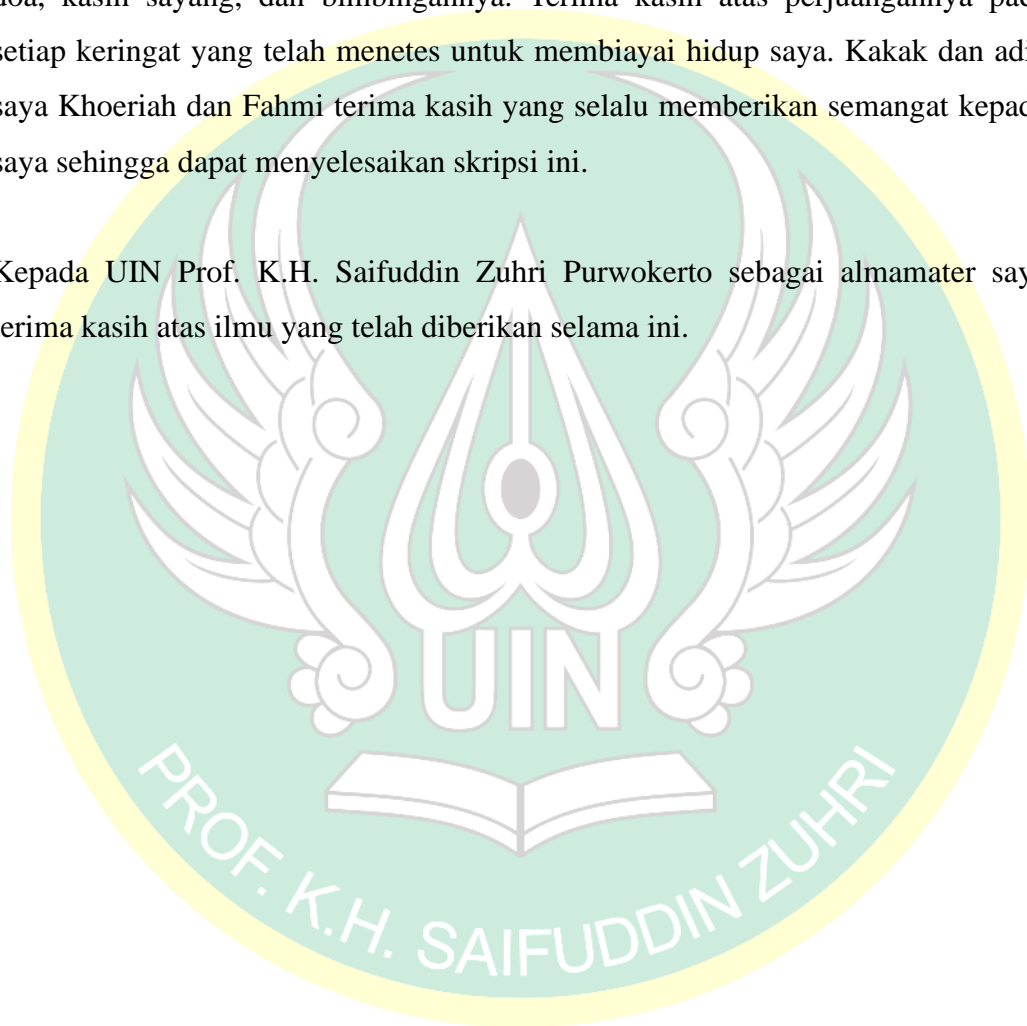 doa, kasih sayang, dan bimbingannya. Terima kasih atas perjuangannya pad
setiap keringat yang telah menetes untuk membiayai hidup saya. Kakak dan adi
saya Khoeriah dan Fahmi terima kasih yang selalu memberikan semangat kepad
saya sehingga dapat menyelesaikan skripsi ini.
Kepada UIN Prof. K.H. Saifuddin Zuhri Purwokerto sebagai almamater say
terima kasih atas ilmu yang telah diberikan selama ini.
UIN
PROF. K.H. SAIFUDDIN ZUHRI